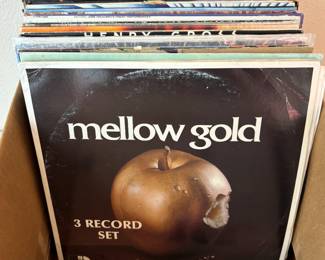 HENRY GROSS
mellow gold
3 RECORD
SET